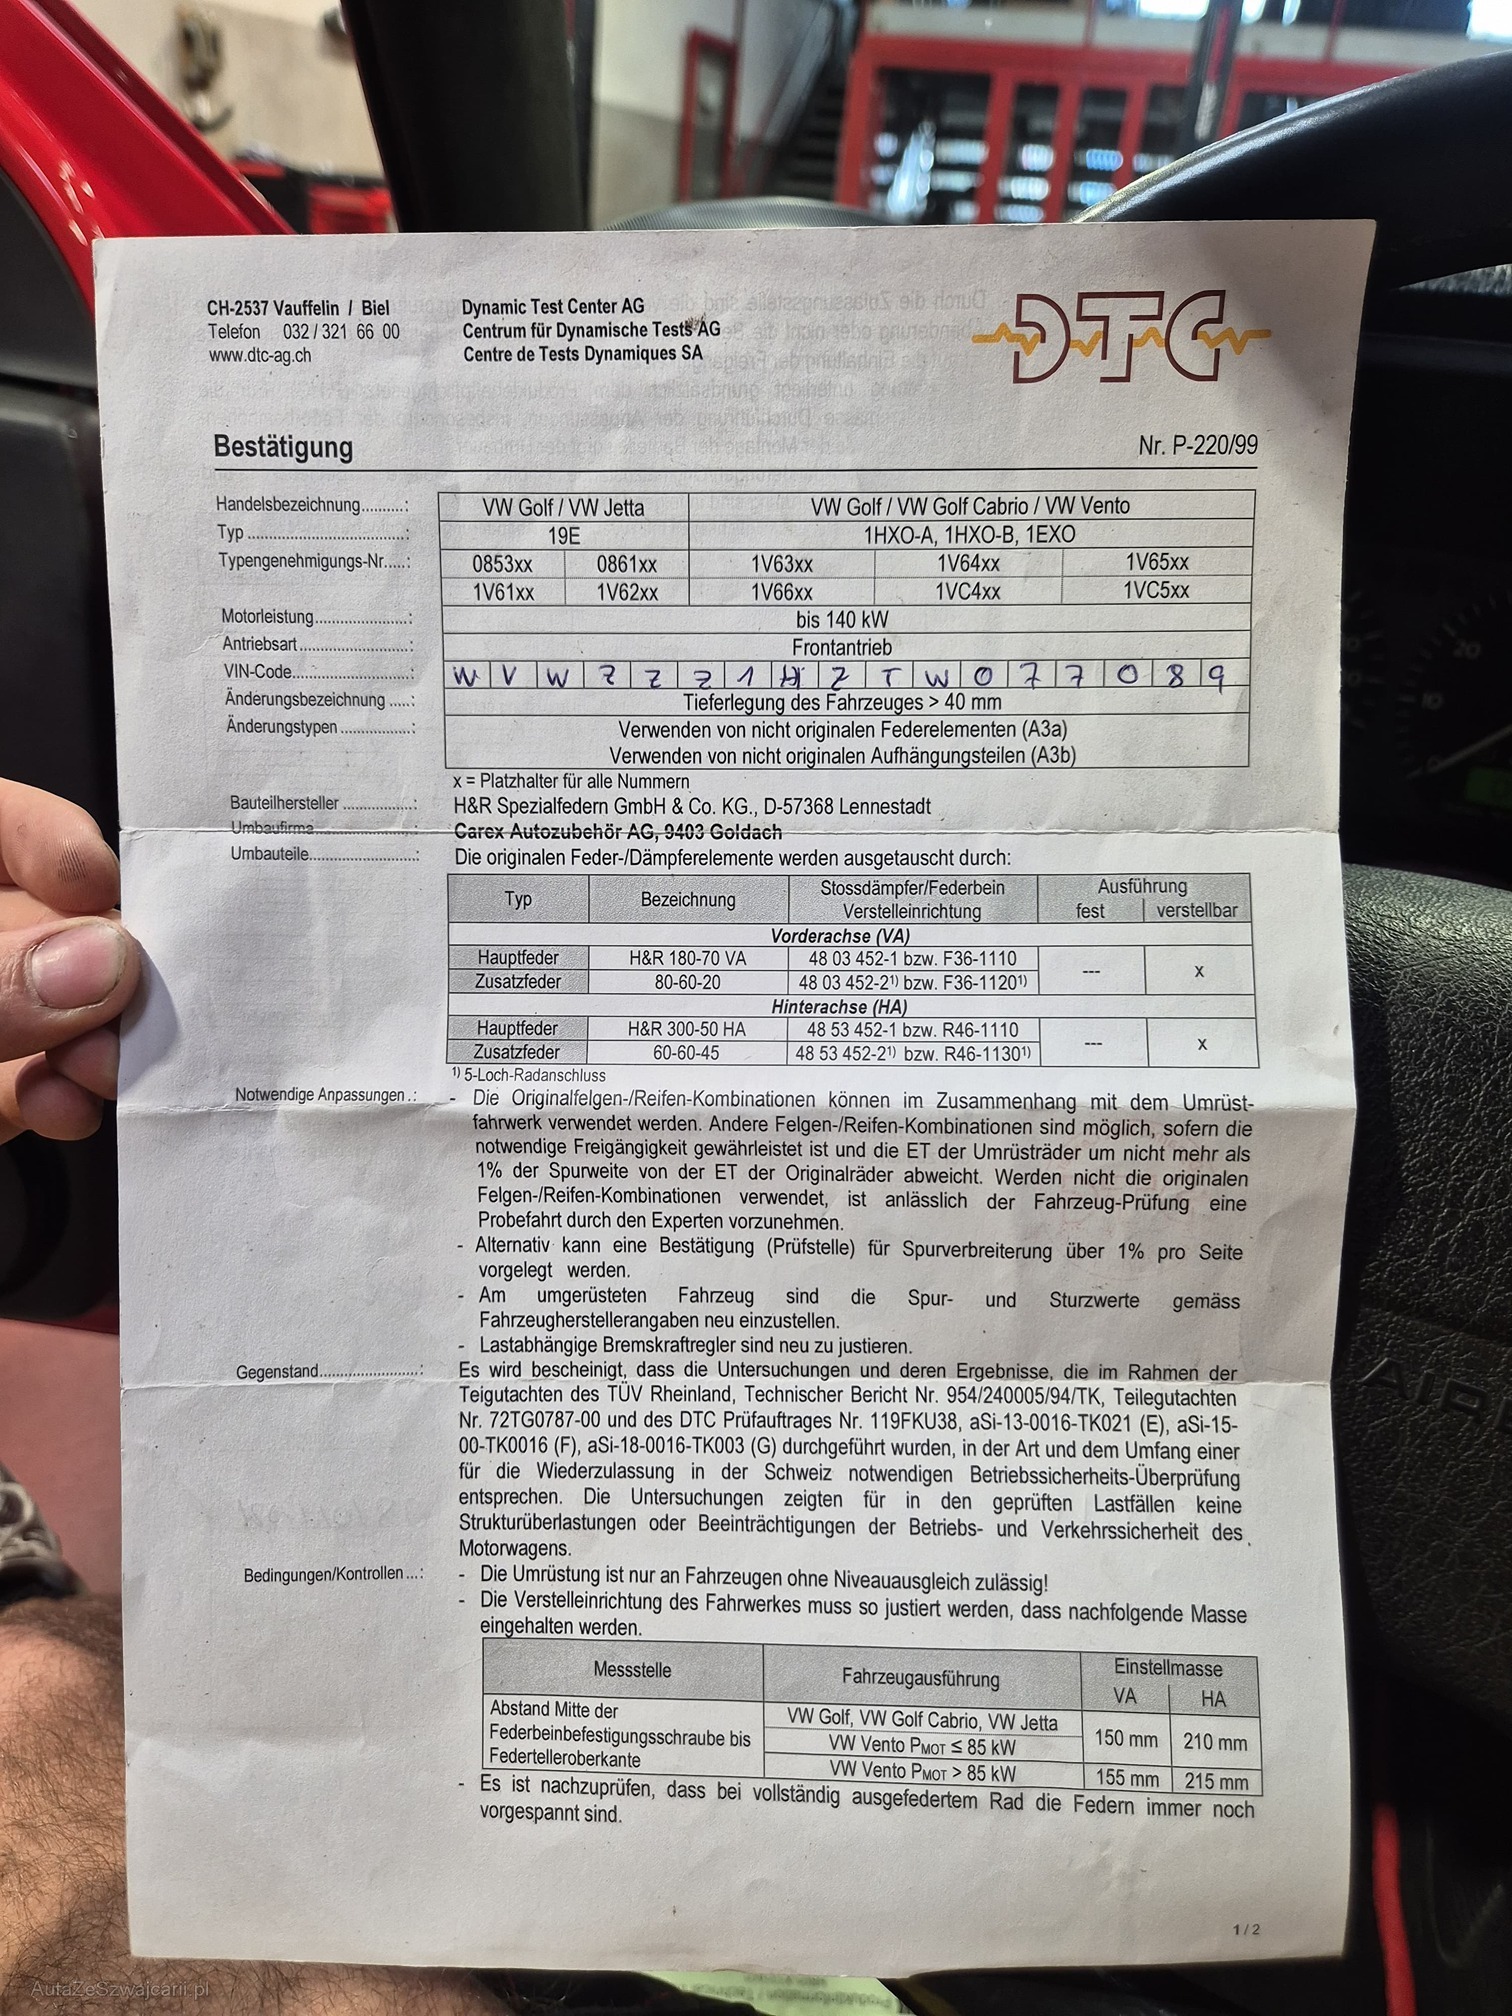 CH-2537 Vauffelin / Biel
Telefon 032 / 321 66 00
www.dtc-ag.ch
Dynamic Test Center AG
Centrum für Dynamische Tests AG
Centre de Tests Dynamiques SA
DTC
Bestätigung Nr. P-220/99
Handelsbezeichnung..........: VW Golf / VW Jetta VW Golf / VW Golf Cabrio / VW Vento
Typ ...................................: 19E 1HXO-A, 1HXO-B, 1EXO
Typengenehmigungs-Nr.....: 0853xx 0861xx 1V63xx 1V64xx 1V65xx
1V61xx 1V62xx 1V66xx 1VC4xx 1VC5xx
Motorleistung.....................: bis 140 kW
Antriebsart.........................: Frontantrieb
VIN-Code...........................: W V W Z Z Z 1 H Z T W 0 7 7 0 8 9
Änderungsbezeichnung .....: Tieferlegung des Fahrzeuges > 40 mm
Änderungstypen ................: Verwenden von nicht originalen Federelementen (A3a)
Verwenden von nicht originalen Aufhängungsteilen (A3b)
x = Platzhalter für alle Nummern
Bauteilhersteller ................: H&R Spezialfedern GmbH & Co. KG., D-57368 Lennestadt
Umbaufirma.......................: Carex Autozubehör AG, 9403 Goldach
Umbauteile........................: Die originalen Feder-/Dämpferelemente werden ausgetauscht durch:
Typ Bezeichnung Stossdämpfer/Federbein Verstelleinrichtung Ausführung
fest verstellbar
Vorderachse (VA)
Hauptfeder H&R 180-70 VA 48 03 452-1 bzw. F36-1110 --- x
Zusatzfeder 80-60-20 48 03 452-2¹⁾ bzw. F36-1120¹⁾
Hinterachse (HA)
Hauptfeder H&R 300-50 HA 48 53 452-1 bzw. R46-1110 --- x
Zusatzfeder 60-60-45 48 53 452-2¹⁾ bzw. R46-1130¹⁾
¹⁾ 5-Loch-Radanschluss
Notwendige Anpassungen .: - Die Originalfelgen-/Reifen-Kombinationen können im Zusammenhang mit dem Umrüst-
fahrwerk verwendet werden. Andere Felgen-/Reifen-Kombinationen sind möglich, sofern die
notwendige Freigängigkeit gewährleistet ist und die ET der Umrüsträder um nicht mehr als
1% der Spurweite von der ET der Originalräder abweicht. Werden nicht die originalen
Felgen-/Reifen-Kombinationen verwendet, ist anlässlich der Fahrzeug-Prüfung eine
Probefahrt durch den Experten vorzunehmen.
- Alternativ kann eine Bestätigung (Prüfstelle) für Spurverbreiterung über 1% pro Seite
vorgelegt werden.
- Am umgerüsteten Fahrzeug sind die Spur- und Sturzwerte gemäss
Fahrzeugherstellerangaben neu einzustellen.
- Lastabhängige Bremskraftregler sind neu zu justieren.
Gegenstand.......................: Es wird bescheinigt, dass die Untersuchungen und deren Ergebnisse, die im Rahmen der
Teigutachten des TÜV Rheinland, Technischer Bericht Nr. 954/240005/94/TK, Teilegutachten
Nr. 72TG0787-00 und des DTC Prüfauftrages Nr. 119FKU38, aSi-13-0016-TK021 (E), aSi-15-
00-TK0016 (F), aSi-18-0016-TK003 (G) durchgeführt wurden, in der Art und dem Umfang einer
für die Wiederzulassung in der Schweiz notwendigen Betriebssicherheits-Überprüfung
entsprechen. Die Untersuchungen zeigten für in den geprüften Lastfällen keine
Strukturüberlastungen oder Beeinträchtigungen der Betriebs- und Verkehrssicherheit des
Motorwagens.
Bedingungen/Kontrollen ...: - Die Umrüstung ist nur an Fahrzeugen ohne Niveauausgleich zulässig!
- Die Verstelleinrichtung des Fahrwerkes muss so justiert werden, dass nachfolgende Masse
eingehalten werden.
Messstelle Fahrzeugausführung Einstellmasse
VA HA
Abstand Mitte der Federbeinbefestigungsschraube bis Federtelleroberkante VW Golf, VW Golf Cabrio, VW Jetta 150 mm 210 mm
VW Vento PMOT ≤ 85 kW
VW Vento PMOT > 85 kW 155 mm 215 mm
- Es ist nachzuprüfen, dass bei vollständig ausgefedertem Rad die Federn immer noch
vorgespannt sind.
1 / 2
AIR
20
10
AutaZeSzwajcarii.pl